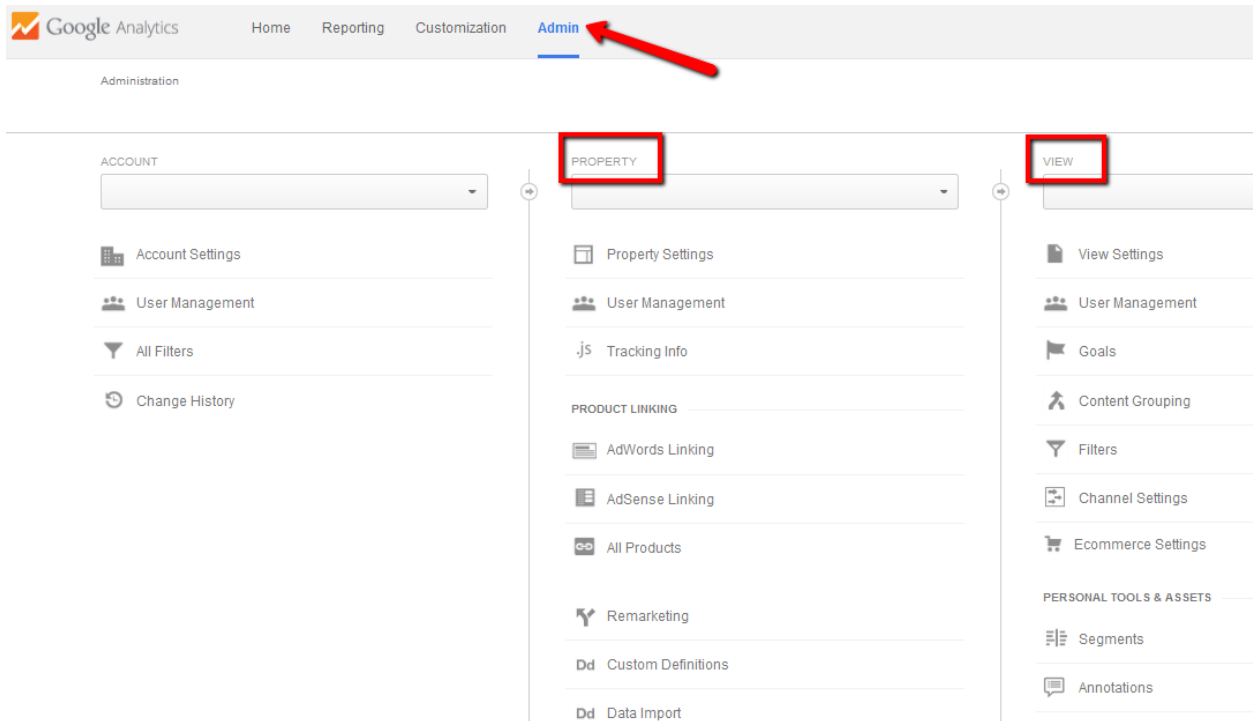 Google Analytics
Home
Reporting
Customization
Admin
Administration
ACCOUNT
Account Settings
User Management
All Filters
Change History
PROPERTY
Property Settings
User Management
.js Tracking Info
PRODUCT LINKING
AdWords Linking
AdSense Linking
All Products
Remarketing
Dd Custom Definitions
Dd Data Import
VIEW
View Settings
User Management
Goals
Content Grouping
Filters
Channel Settings
Ecommerce Settings
PERSONAL TOOLS & ASSETS
Segments
Annotations